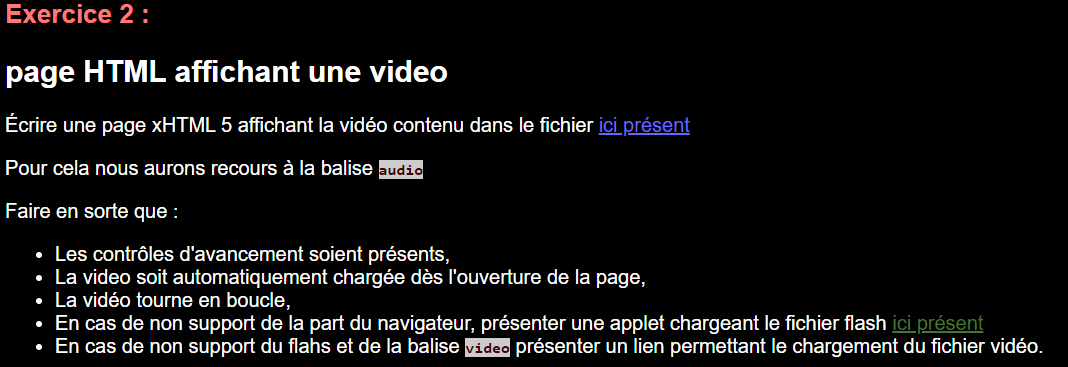 Exercice 2 :
page HTML affichant une video
Écrire une page xHTML 5 affichant la vidéo contenu dans le fichier ici présent
Pour cela nous aurons recours à la balise audio
Faire en sorte que :
• Les contrôles d'avancement soient présents,
• La video soit automatiquement chargée dès l'ouverture de la page,
• La vidéo tourne en boucle,
• En cas de non support de la part du navigateur, présenter une applet chargeant le fichier flash ici présent
• En cas de non support du flahs et de la balise video présenter un lien permettant le chargement du fichier vidéo.